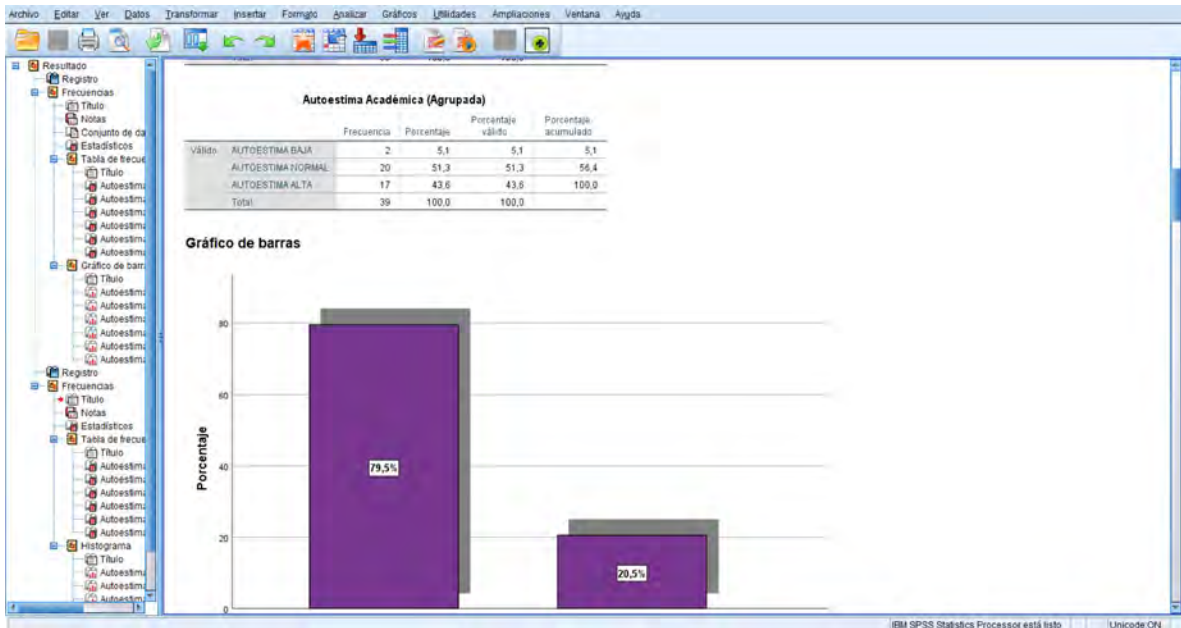 Archivo Editar Ver Datos Transformar Insertar Formato Analizar Gráficos Utilidades Ampliaciones Ventana Ayuda
Resultado
Registro
Frecuencias
Título
Notas
Conjunto de da
Estadísticos
Tabla de frecue
Título
Autoestima
Autoestima
Autoestima
Autoestima
Autoestima
Autoestima
Gráfico de barr
Título
Autoestima
Autoestima
Autoestima
Autoestima
Autoestima
Autoestima
Registro
Frecuencias
Título
Notas
Estadísticos
Tabla de frecue
Título
Autoestima
Autoestima
Autoestima
Autoestima
Autoestima
Autoestima
Histograma
Título
Autoestima
Autoestima
Autoestima
Autoestima Académica (Agrupada)
Frecuencia Porcentaje Porcentaje válido Porcentaje acumulado
Válido AUTOESTIMA BAJA 2 5,1 5,1 5,1
AUTOESTIMA NORMAL 20 51,3 51,3 56,4
AUTOESTIMA ALTA 17 43,6 43,6 100,0
Total 39 100,0 100,0
Gráfico de barras
Porcentaje
80
60
40
20
0
79,5%
20,5%
IBM SPSS Statistics Processor está listo Unicode:ON